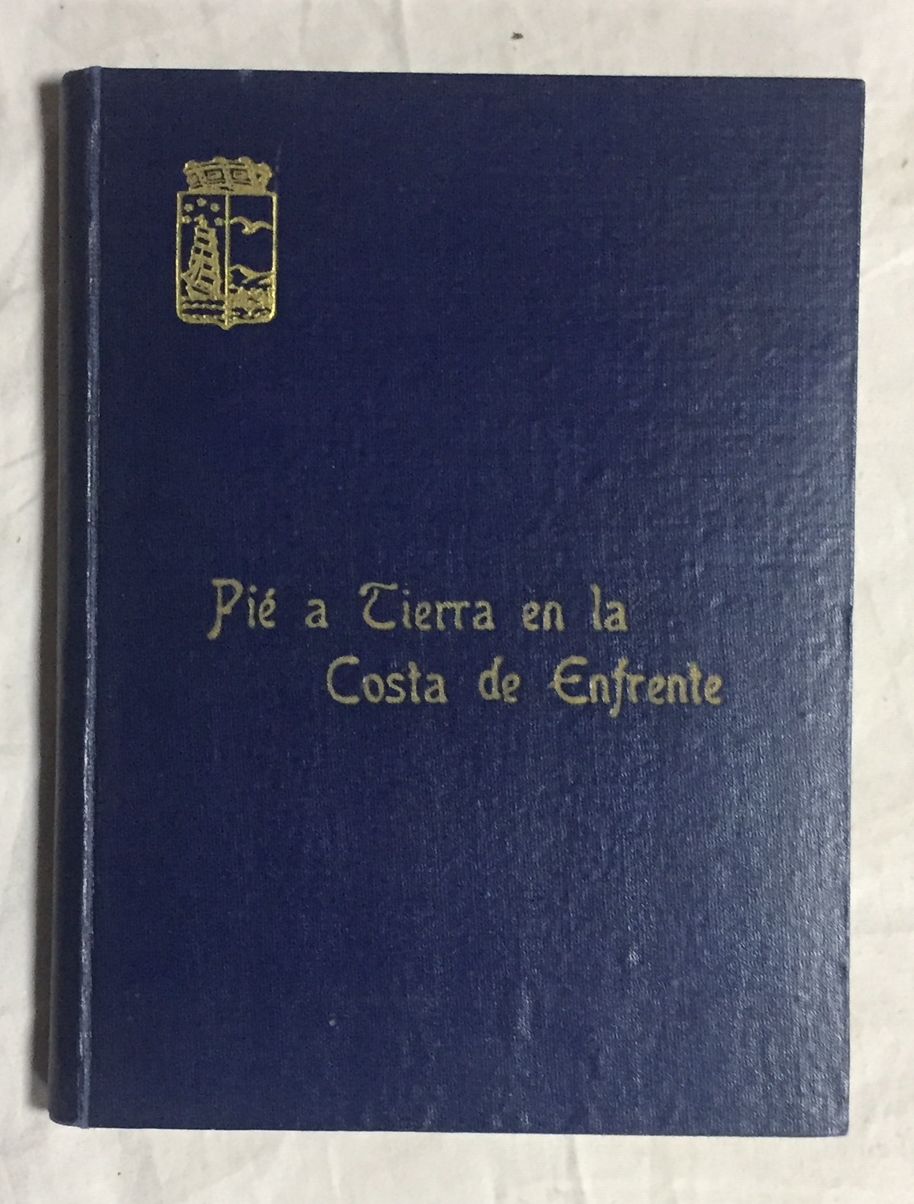 Pié a Tierra en la
Costa de Enfrente